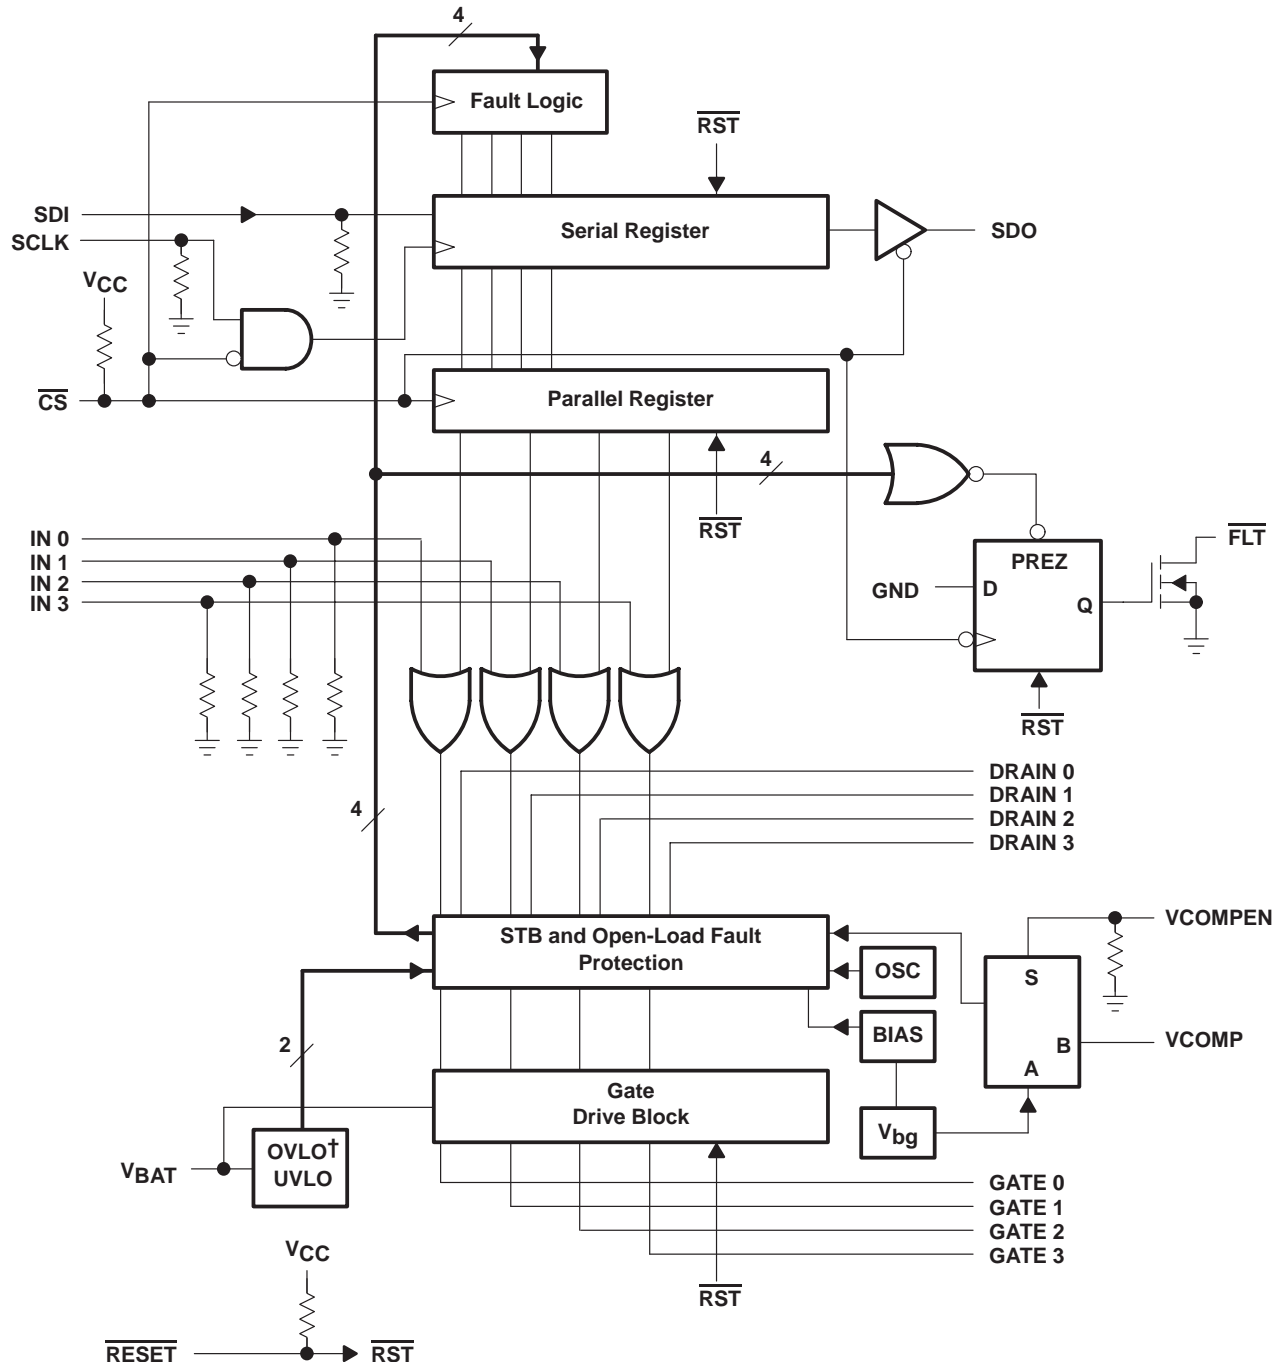 4
Fault Logic
RST
SDI
SCLK
Serial Register
SDO
VCC
CS
Parallel Register
4
RST
IN 0
IN 1
IN 2
IN 3
PREZ
FLT
GND
D
Q
RST
DRAIN 0
DRAIN 1
DRAIN 2
DRAIN 3
4
STB and Open-Load Fault
Protection
VCOMPEN
OSC
S
BIAS
B
VCOMP
A
2
Gate
Drive Block
Vbg
OVLO†
UVLO
VBAT
GATE 0
GATE 1
GATE 2
GATE 3
VCC
RST
RESET
RST